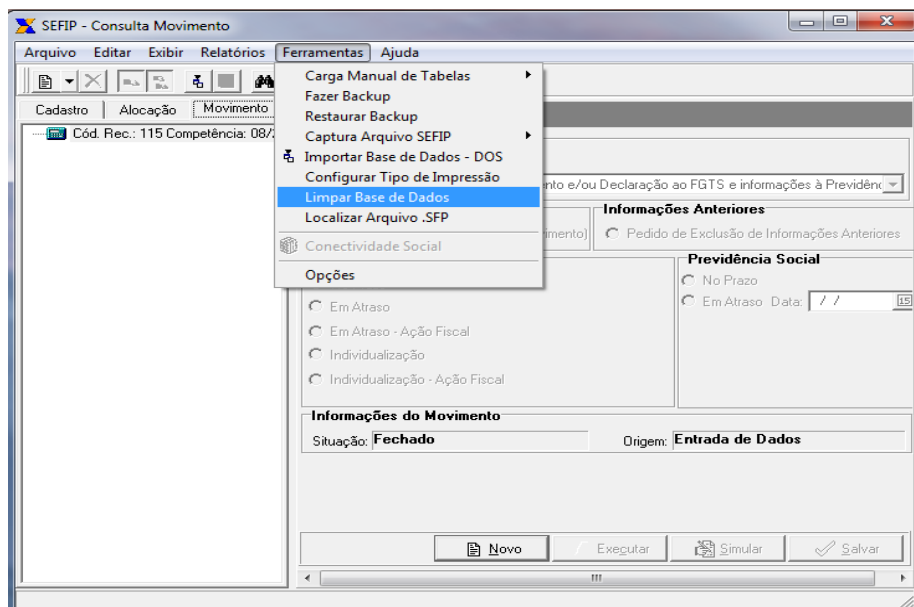 SEFIP - Consulta Movimento
Arquivo Editar Exibir Relatórios Ferramentas Ajuda
Cadastro Alocação Movimento
Cód. Rec.: 115 Competência: 08/
Carga Manual de Tabelas
Fazer Backup
Restaurar Backup
Captura Arquivo SEFIP
Importar Base de Dados - DOS
Configurar Tipo de Impressão
Limpar Base de Dados
Localizar Arquivo .SFP
Conectividade Social
Opções
e/ou Declaração ao FGTS e informações à
Informações Anteriores
Pedido de Exclusão de Informações Anteriores
Previdência Social
No Prazo
Em Atraso Data: / / 15
Em Atraso
Em Atraso - Ação Fiscal
Individualização
Individualização - Ação Fiscal
Informações do Movimento
Situação: Fechado Origem: Entrada de Dados
Novo Executar Simular Salvar